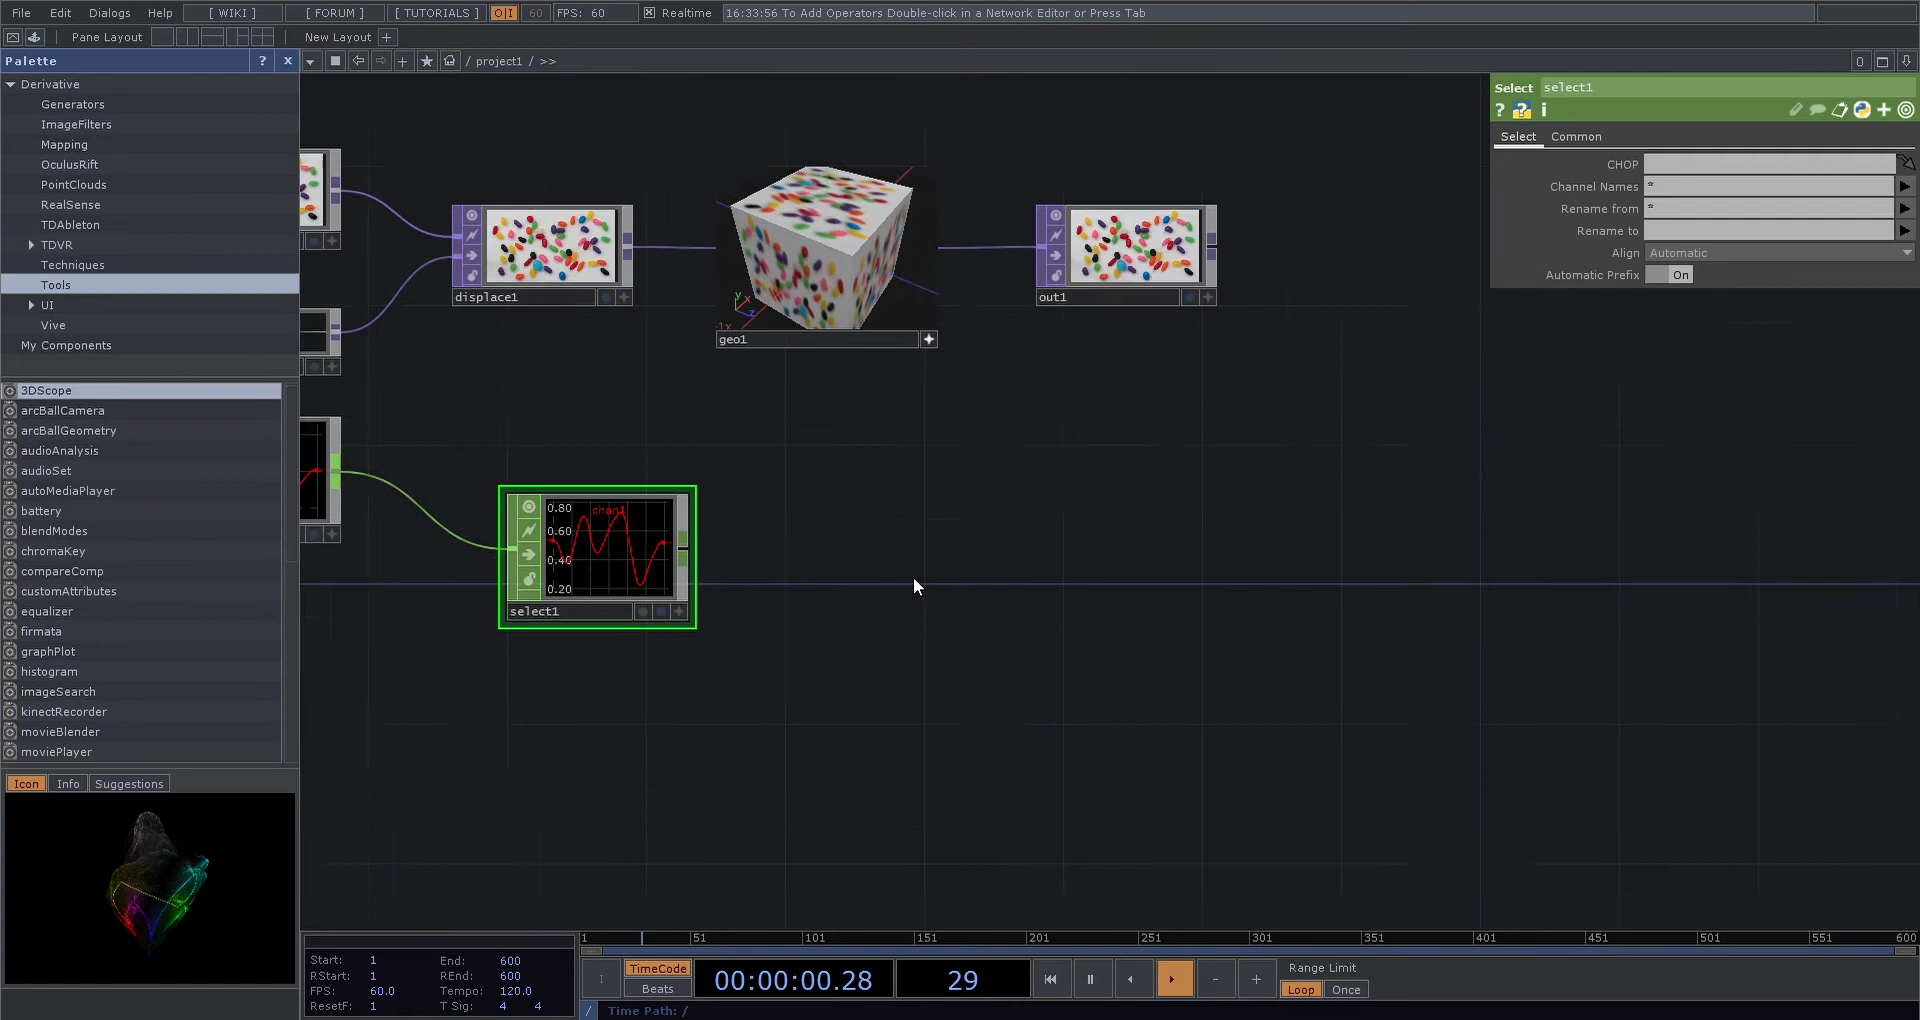 File Edit Dialogs Help [ WIKI ] [ FORUM ] [ TUTORIALS ] O|I 60 FPS: 60 Realtime 16:33:56 To Add Operators Double-click in a Network Editor or Press Tab
Pane Layout New Layout +
Palette ? x / project1 / >> 0
Derivative
Generators
ImageFilters
Mapping
OculusRift
PointClouds
RealSense
TDAbleton
TDVR
Techniques
Tools
UI
Vive
My Components
3DScope
arcBallCamera
arcBallGeometry
audioAnalysis
audioSet
autoMediaPlayer
battery
blendModes
chromaKey
compareComp
customAttributes
equalizer
firmata
graphPlot
histogram
imageSearch
kinectRecorder
movieBlender
moviePlayer
Icon Info Suggestions
displace1
y x
z
1x
geo1
out1
0.80 chan1
0.60
0.40
0.20
select1
Select select1
? ? i
Select Common
CHOP
Channel Names *
Rename from *
Rename to
Align Automatic
Automatic Prefix On
1 51 101 151 201 251 301 351 401 451 501 551 600
Start: 1 End: 600
RStart: 1 REnd: 600
FPS: 60.0 Tempo: 120.0
ResetF: 1 T Sig: 4 4
TimeCode
Beats
00:00:00.28 29
- +
Range Limit
Loop Once
/ Time Path: /